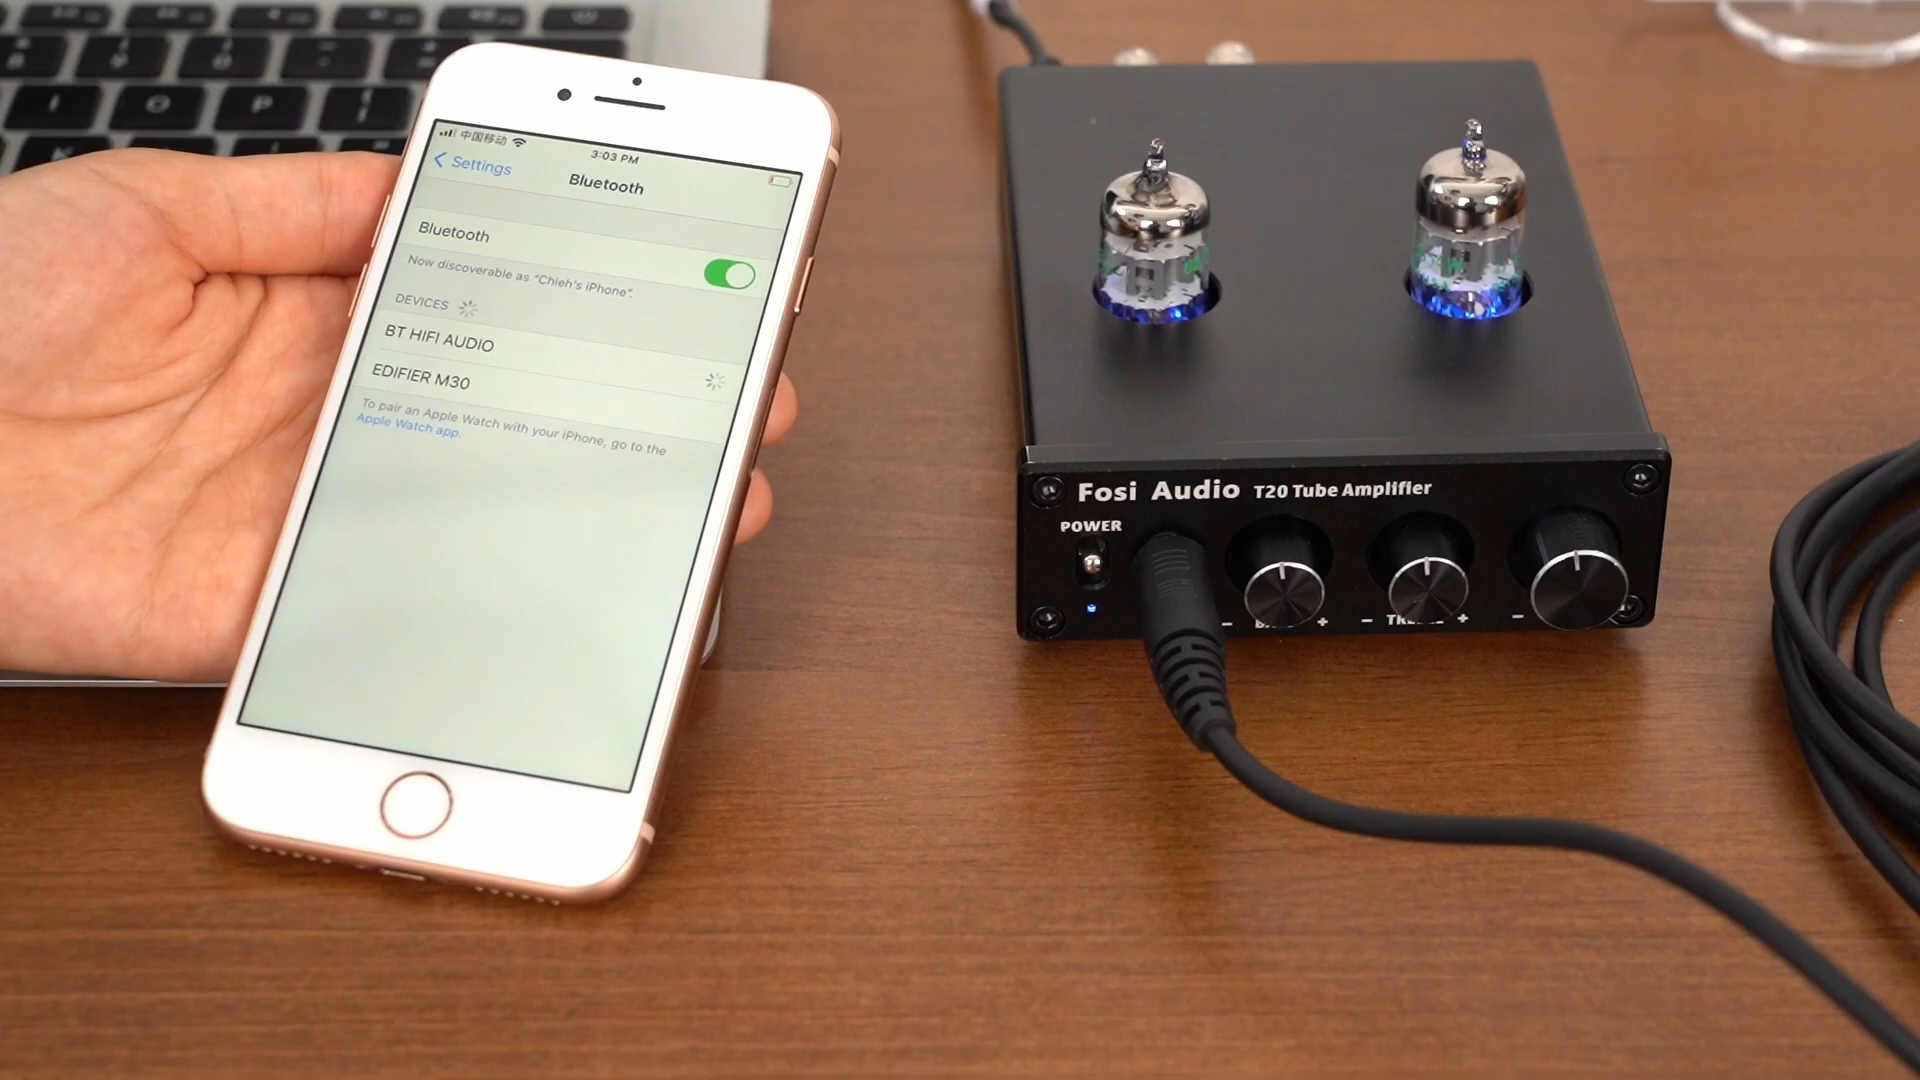 I O P
中国移动
3:03 PM
Settings
Bluetooth
Bluetooth
Now discoverable as "Chieh's iPhone".
DEVICES
BT HIFI AUDIO
EDIFIER M30
To pair an Apple Watch with your iPhone, go to the
Apple Watch app.
Fosi Audio T20 Tube Amplifier
POWER
- +
- +
-